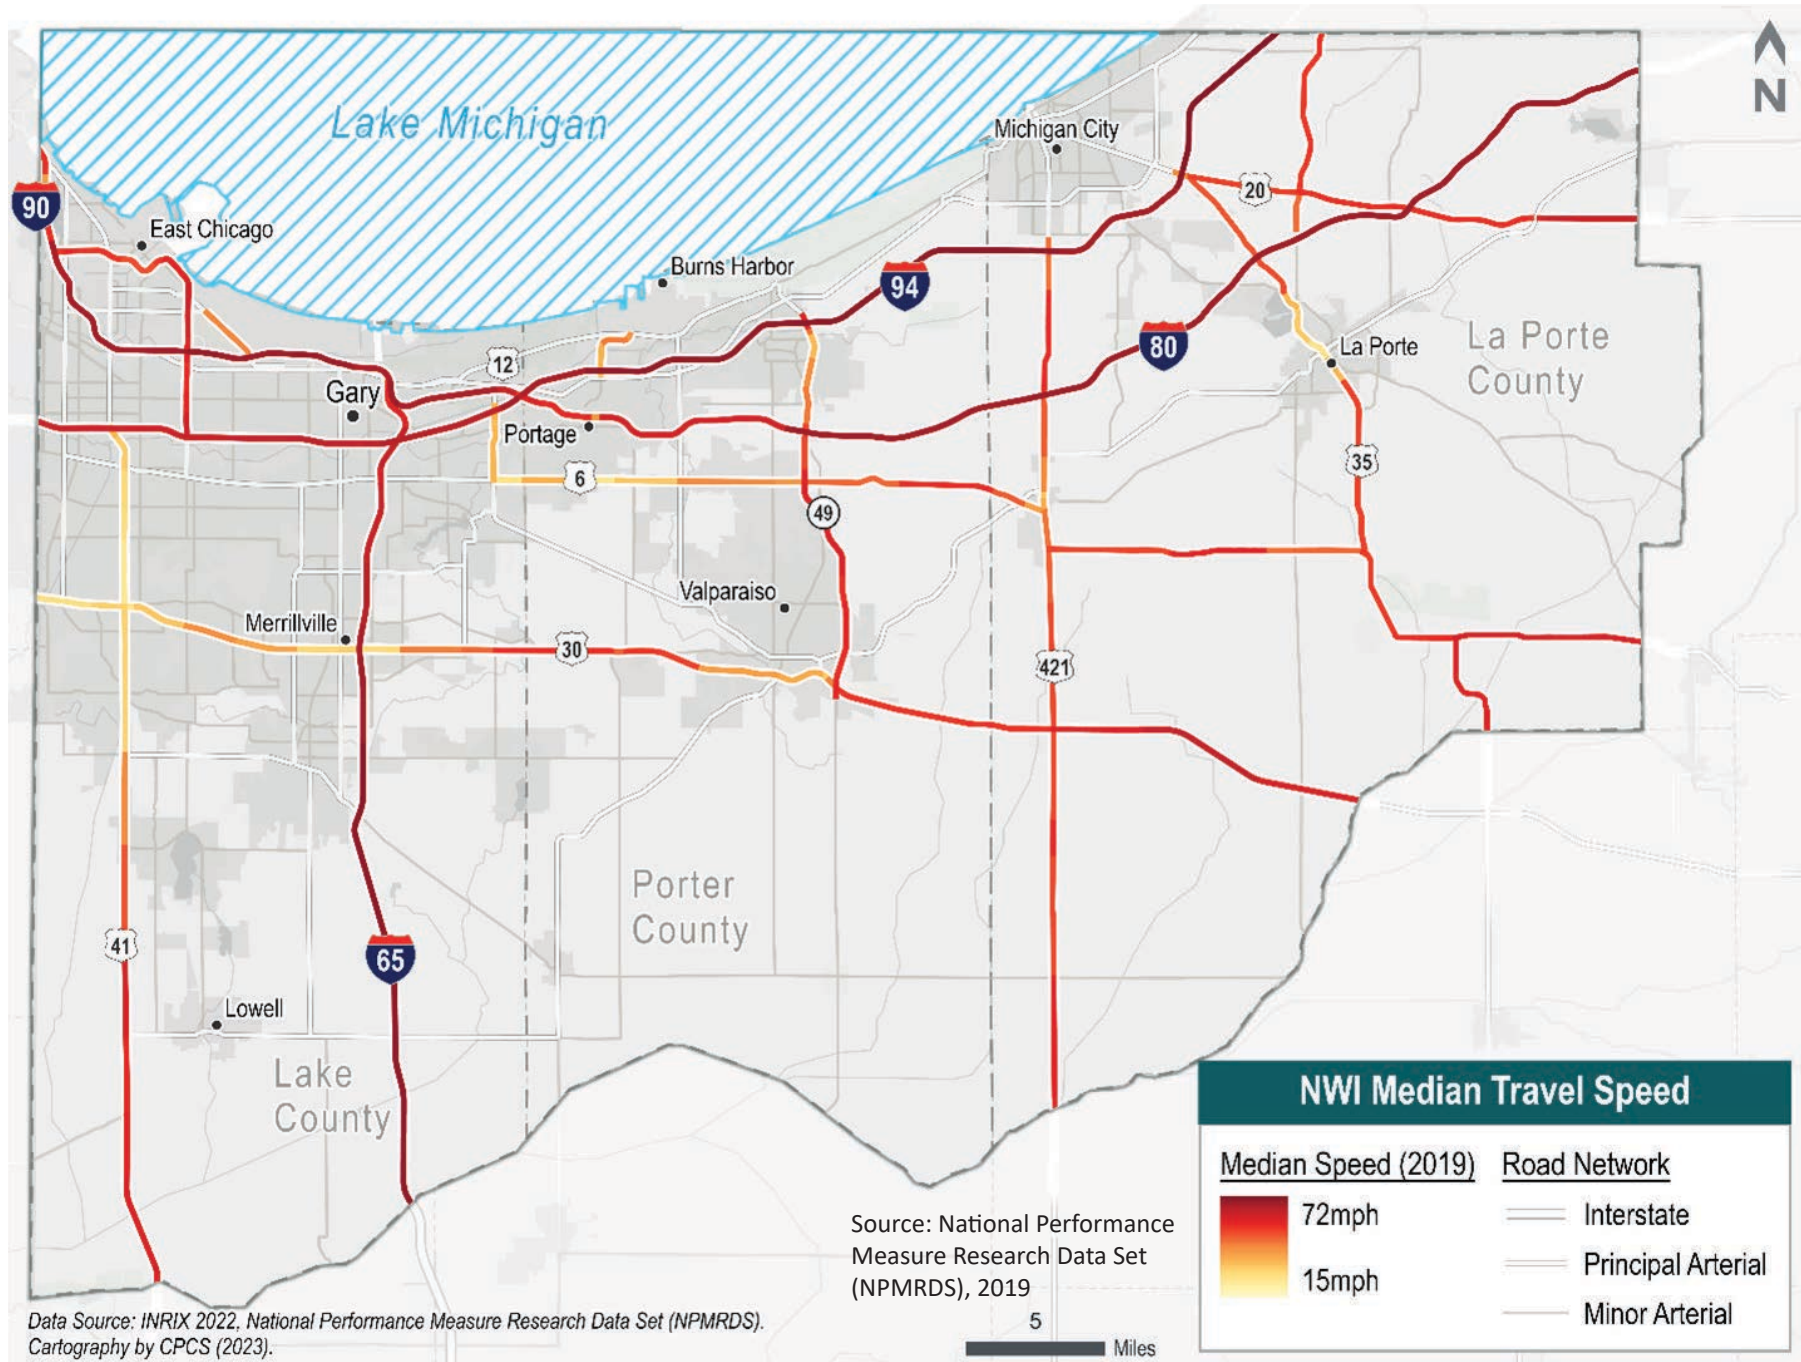 N
Lake Michigan
Michigan City
90
20
East Chicago
Burns Harbor
94
La Porte
County
80
La Porte
12
Gary
Portage
35
6
49
Valparaiso
Merrillville
30
421
Porter
County
41
65
Lowell
Lake
County
NWI Median Travel Speed
Median Speed (2019)
72mph
15mph
Road Network
Interstate
Principal Arterial
Minor Arterial
Source: National Performance
Measure Research Data Set
(NPMRDS), 2019
5
Miles
Data Source: INRIX 2022, National Performance Measure Research Data Set (NPMRDS).
Cartography by CPCS (2023).